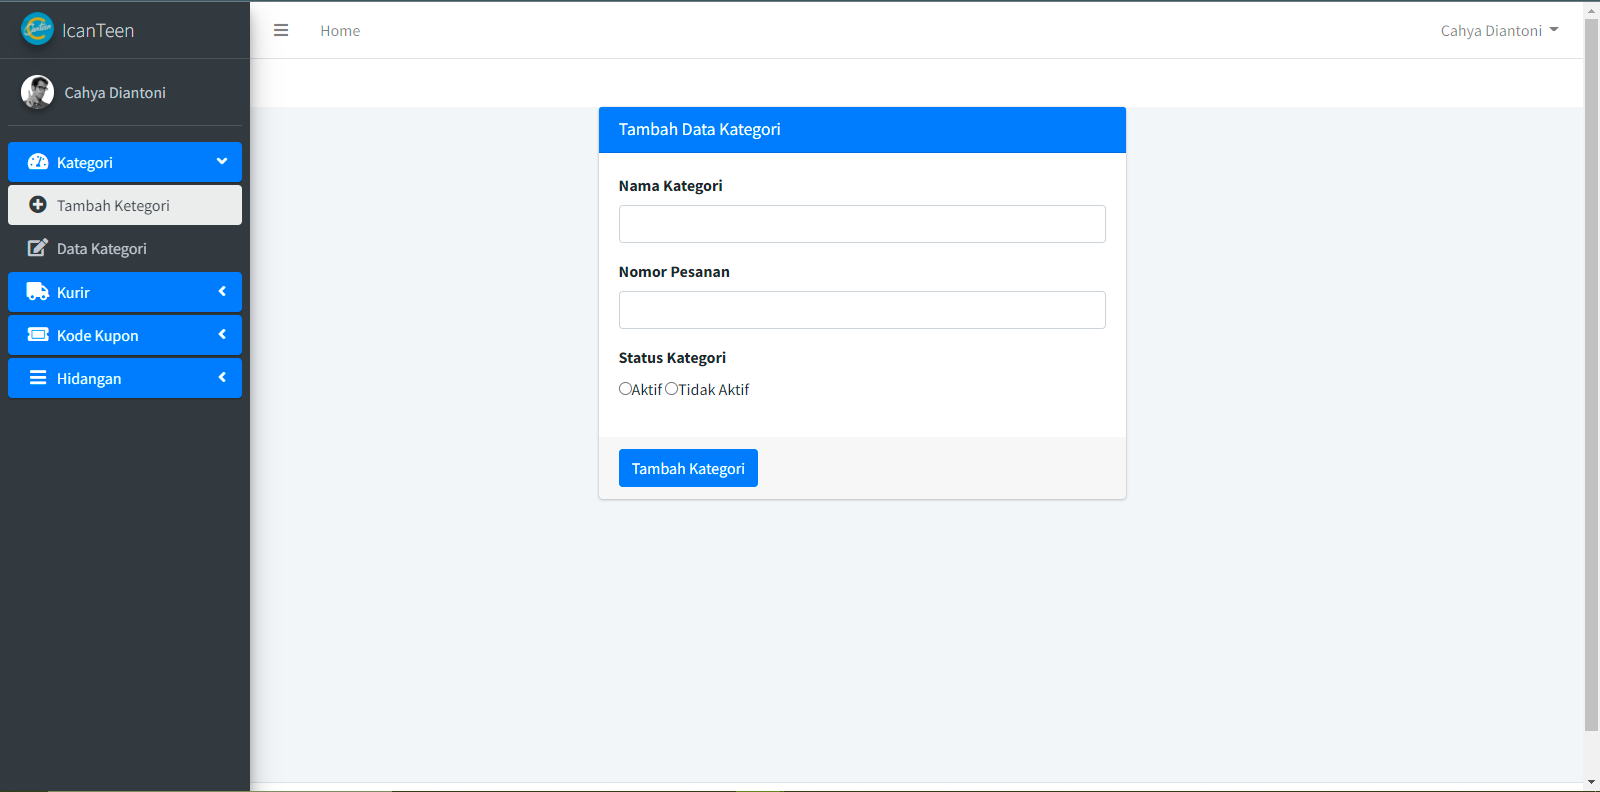 IcanTeen
Home
Cahya Diantoni
Cahya Diantoni
Kategori
Tambah Ketegori
Data Kategori
Kurir
Kode Kupon
Hidangan
Tambah Data Kategori
Nama Kategori
Nomor Pesanan
Status Kategori
Aktif Tidak Aktif
Tambah Kategori